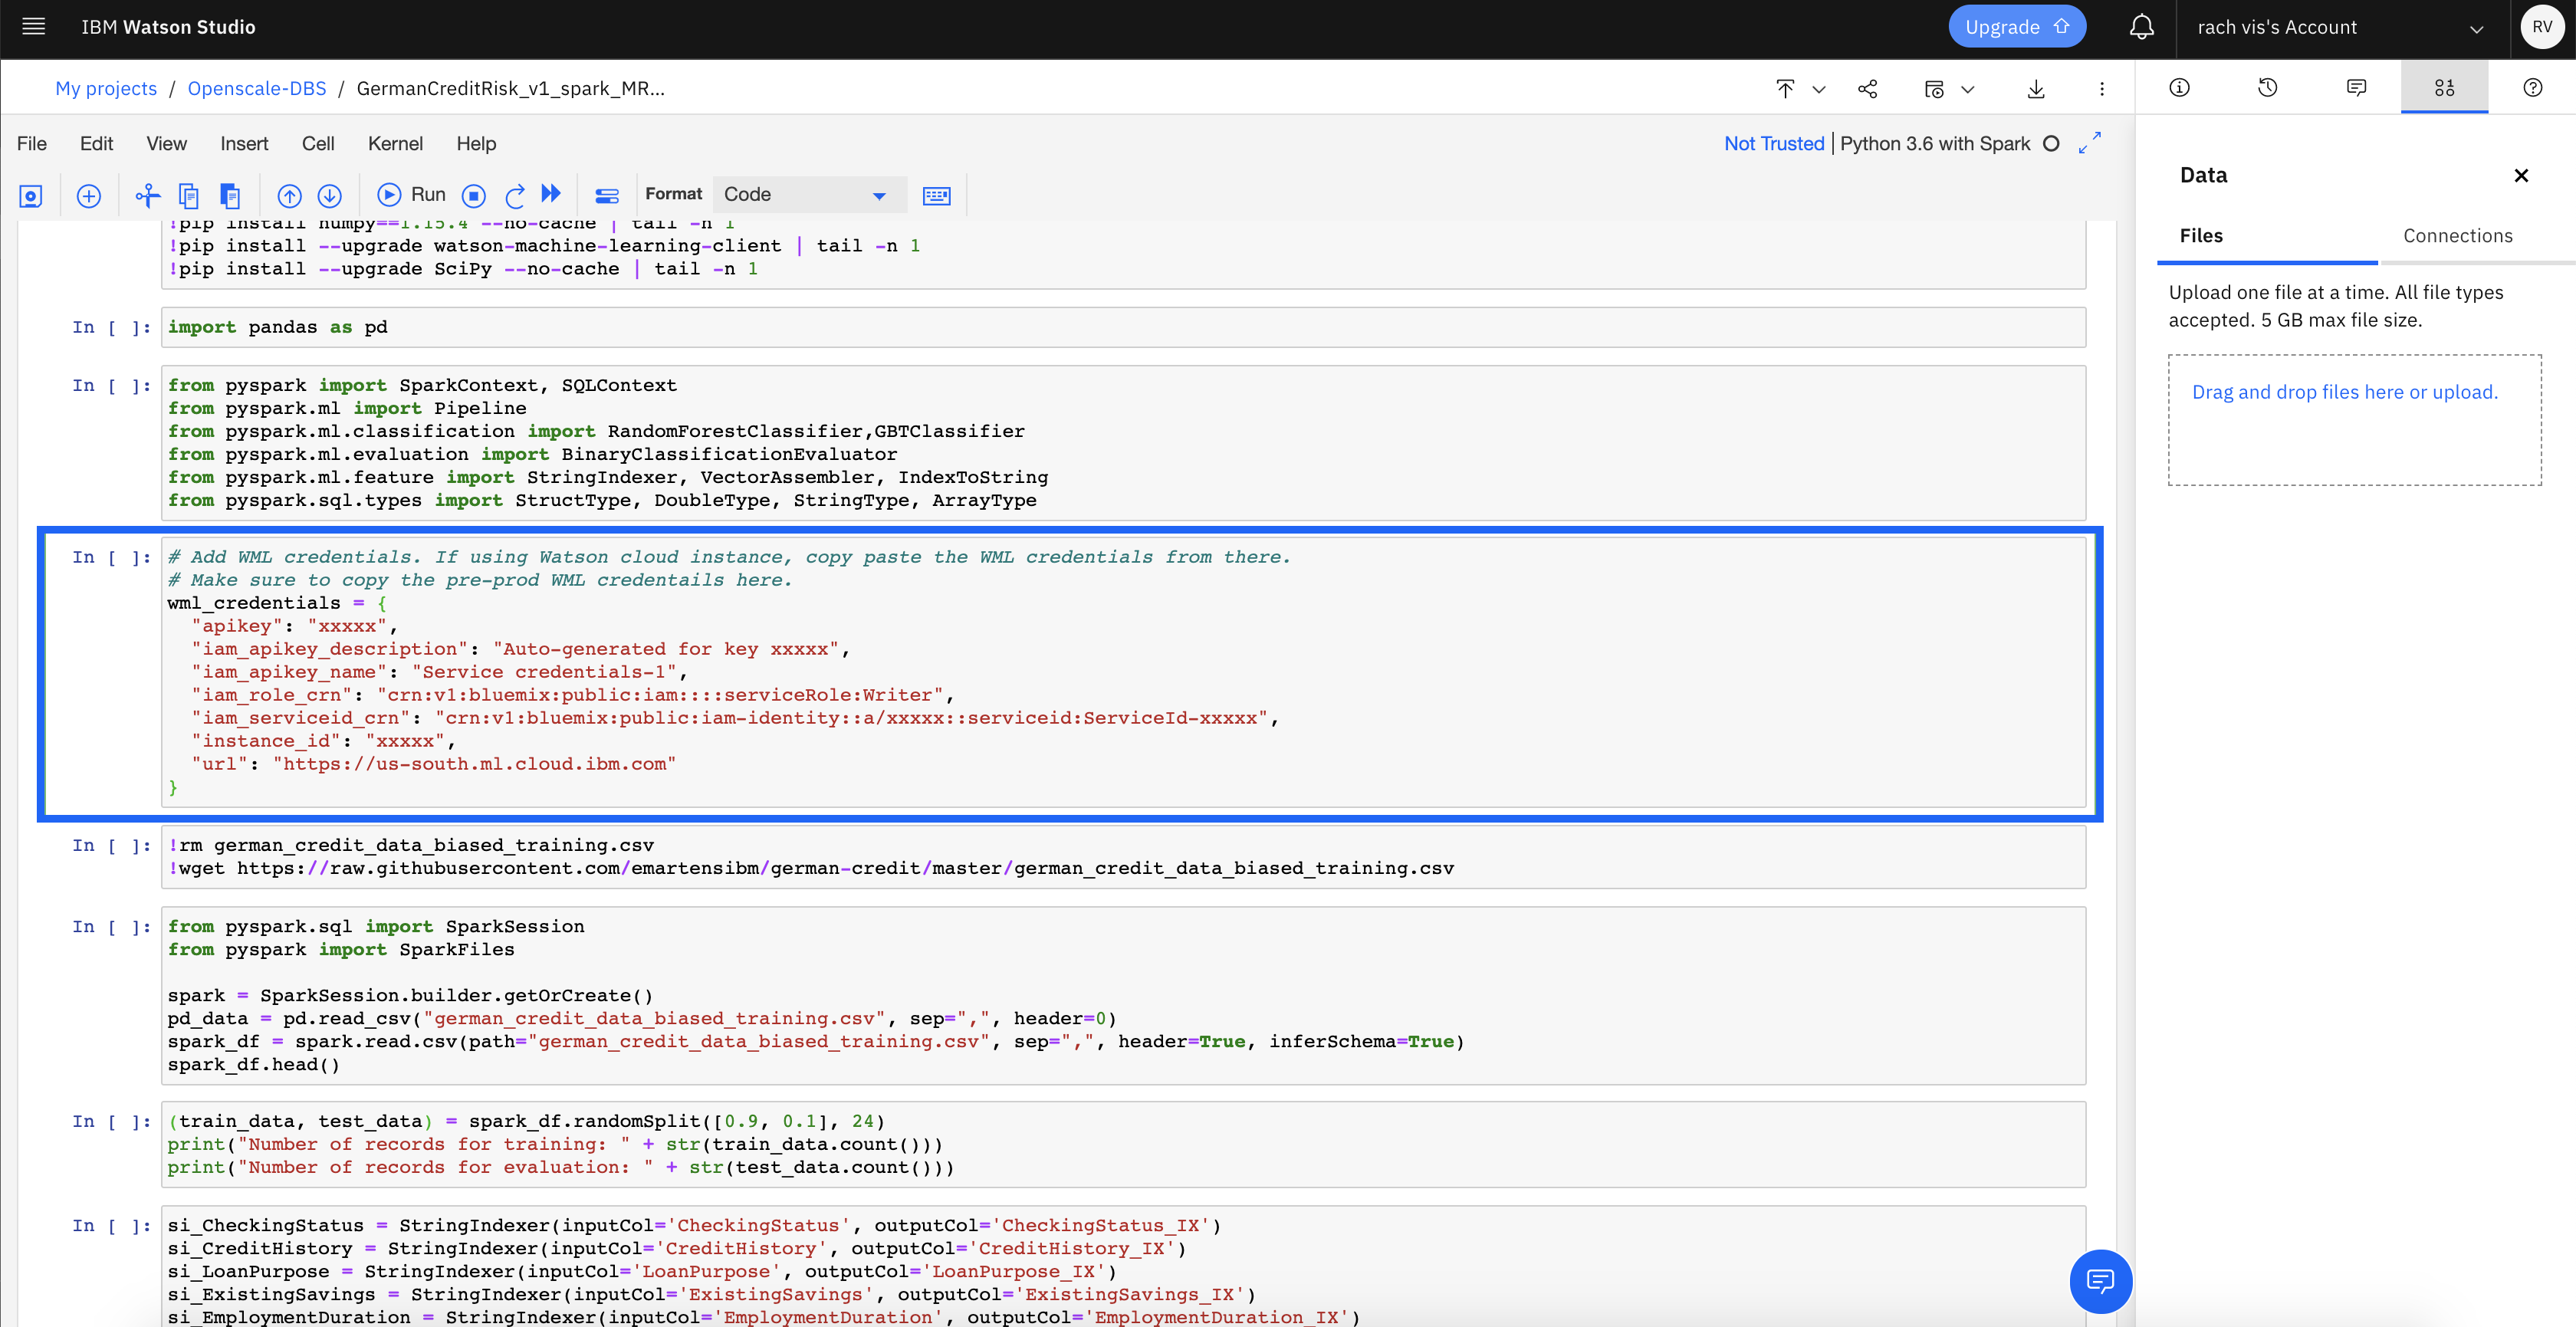 IBM Watson Studio
Upgrade
rach vis's Account
RV
My projects / Openscale-DBS / GermanCreditRisk_v1_spark_MR...
File Edit View Insert Cell Kernel Help
Not Trusted | Python 3.6 with Spark
Run
Format
Code
!pip install numpy==1.15.4 --no-cache | tail -n 1
!pip install --upgrade watson-machine-learning-client | tail -n 1
!pip install --upgrade SciPy --no-cache | tail -n 1
In [ ]: import pandas as pd
In [ ]: from pyspark import SparkContext, SQLContext
from pyspark.ml import Pipeline
from pyspark.ml.classification import RandomForestClassifier,GBTClassifier
from pyspark.ml.evaluation import BinaryClassificationEvaluator
from pyspark.ml.feature import StringIndexer, VectorAssembler, IndexToString
from pyspark.sql.types import StructType, DoubleType, StringType, ArrayType
In [ ]: # Add WML credentials. If using Watson cloud instance, copy paste the WML credentials from there.
# Make sure to copy the pre-prod WML credentails here.
wml_credentials = {
"apikey": "xxxxx",
"iam_apikey_description": "Auto-generated for key xxxxx",
"iam_apikey_name": "Service credentials-1",
"iam_role_crn": "crn:v1:bluemix:public:iam::::serviceRole:Writer",
"iam_serviceid_crn": "crn:v1:bluemix:public:iam-identity::a/xxxxx::serviceid:ServiceId-xxxxx",
"instance_id": "xxxxx",
"url": "https://us-south.ml.cloud.ibm.com"
}
In [ ]: !rm german_credit_data_biased_training.csv
!wget https://raw.githubusercontent.com/emartensibm/german-credit/master/german_credit_data_biased_training.csv
In [ ]: from pyspark.sql import SparkSession
from pyspark import SparkFiles
spark = SparkSession.builder.getOrCreate()
pd_data = pd.read_csv("german_credit_data_biased_training.csv", sep=",", header=0)
spark_df = spark.read.csv(path="german_credit_data_biased_training.csv", sep=",", header=True, inferSchema=True)
spark_df.head()
In [ ]: (train_data, test_data) = spark_df.randomSplit([0.9, 0.1], 24)
print("Number of records for training: " + str(train_data.count()))
print("Number of records for evaluation: " + str(test_data.count()))
In [ ]: si_CheckingStatus = StringIndexer(inputCol='CheckingStatus', outputCol='CheckingStatus_IX')
si_CreditHistory = StringIndexer(inputCol='CreditHistory', outputCol='CreditHistory_IX')
si_LoanPurpose = StringIndexer(inputCol='LoanPurpose', outputCol='LoanPurpose_IX')
si_ExistingSavings = StringIndexer(inputCol='ExistingSavings', outputCol='ExistingSavings_IX')
si_EmploymentDuration = StringIndexer(inputCol='EmploymentDuration', outputCol='EmploymentDuration_IX')
Data
Files
Connections
Upload one file at a time. All file types
accepted. 5 GB max file size.
Drag and drop files here or upload.